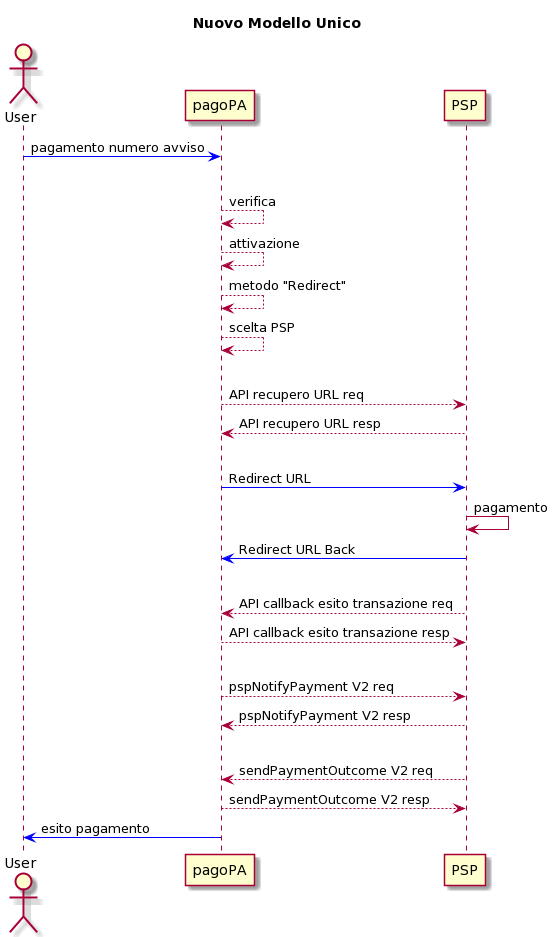 Nuovo Modello Unico
User
pagoPA
PSP
pagamento numero avviso
verifica
attivazione
metodo "Redirect"
scelta PSP
API recupero URL req
API recupero URL resp
Redirect URL
pagamento
Redirect URL Back
API callback esito transazione req
API callback esito transazione resp
pspNotifyPayment V2 req
pspNotifyPayment V2 resp
sendPaymentOutcome V2 req
sendPaymentOutcome V2 resp
esito pagamento
User
pagoPA
PSP